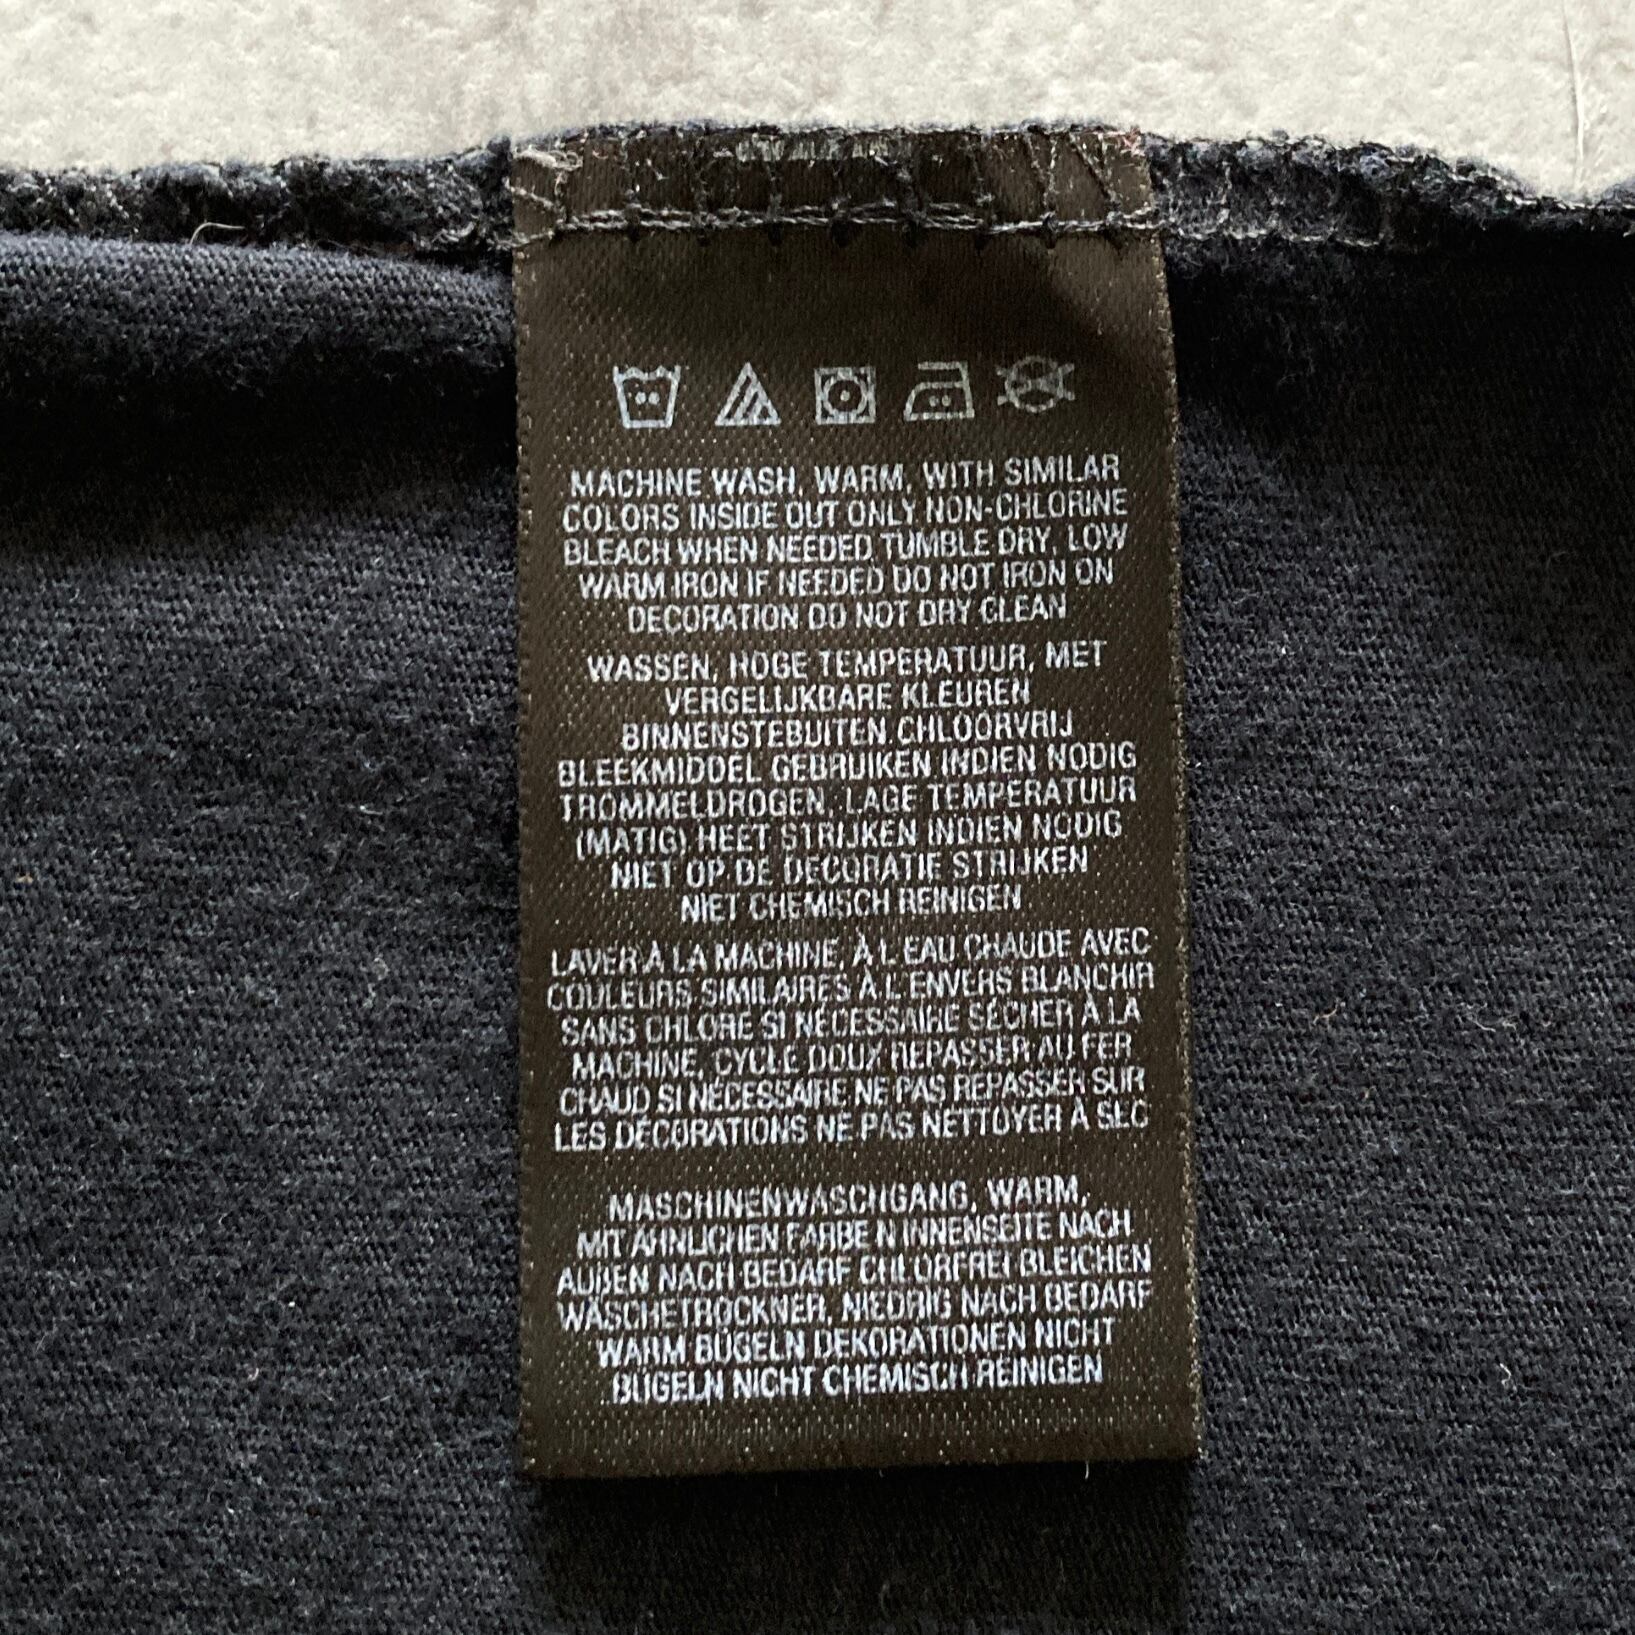 MACHINE WASH, WARM, WITH SIMILAR
COLORS INSIDE OUT ONLY NON-CHLORINE
BLEACH WHEN NEEDED TUMBLE DRY, LOW
WARM IRON IF NEEDED DO NOT IRON ON
DECORATION DO NOT DRY CLEAN
WASSEN, HOGE TEMPERATUUR, MET
VERGELIJKBARE KLEUREN
BINNENSTEBUITEN CHLOORVRIJ
BLEEKMIDDEL GEBRUIKEN INDIEN NODIG
TROMMELDROGEN, LAGE TEMPERATUUR
(MATIG) HEET STRIJKEN INDIEN NODIG
NIET OP DE DECORATIE STRIJKEN
NIET CHEMISCH REINIGEN
LAVER À LA MACHINE, À L'EAU CHAUDE AVEC
COULEURS SIMILAIRES À L'ENVERS BLANCHIR
SANS CHLORE SI NÉCESSAIRE SÉCHER À LA
MACHINE, CYCLE DOUX REPASSER AU FER
CHAUD SI NÉCESSAIRE NE PAS REPASSER SUR
LES DÉCORATIONS NE PAS NETTOYER À SEC
MASCHINENWASCHGANG, WARM,
MIT ÄHNLICHEN FARBE N INNENSEITE NACH
AUßEN NACH BEDARF CHLORFREI BLEICHEN
WÄSCHETROCKNER, NIEDRIG NACH BEDARF
WARM BÜGELN DEKORATIONEN NICHT
BÜGELN NICHT CHEMISCH REINIGEN